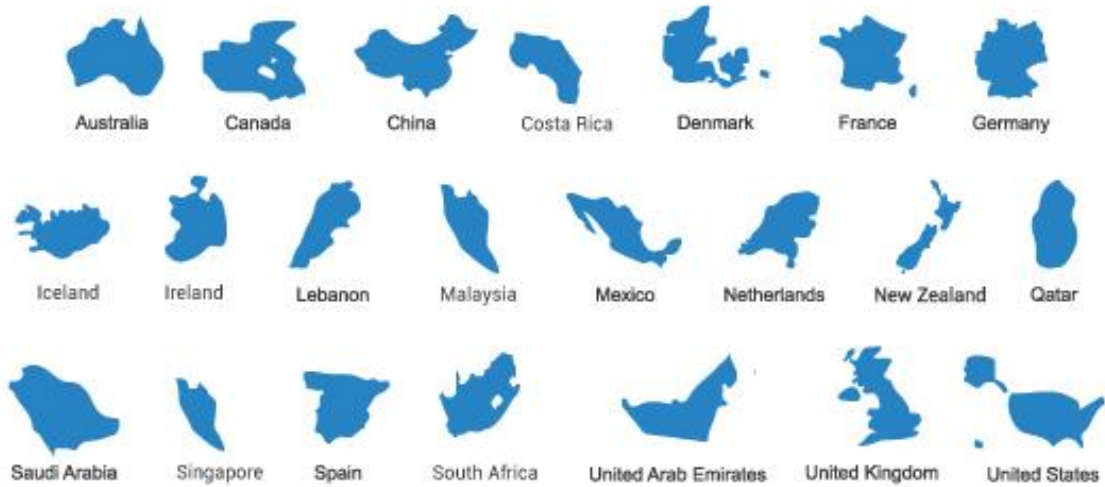 Australia Canada China Costa Rica Denmark France Germany
Iceland Ireland Lebanon Malaysia Mexico Netherlands New Zealand Qatar
Saudi Arabia Singapore Spain South Africa United Arab Emirates United Kingdom United States